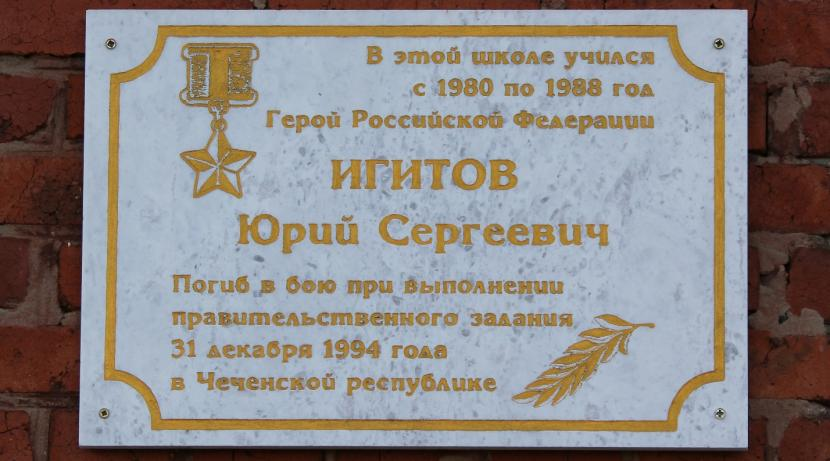 В этой школе учился
с 1980 по 1988 год
Герой Российской Федерации
ИГИТОВ
Юрий Сергеевич
Погиб в бою при выполнении
правительственного задания
31 декабря 1994 года
в Чеченской республике